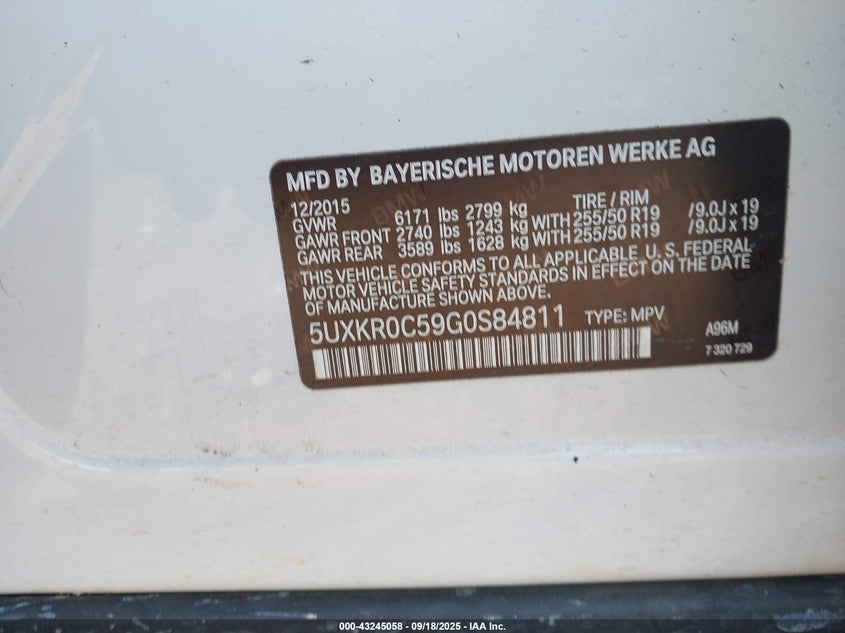 MFD BY BAYERISCHE MOTOREN WERKE AG
12/2015 TIRE / RIM
GVWR 6171 lbs 2799 kg
GAWR FRONT 2740 lbs 1243 kg WITH 255/50 R19 /9.0J x 19
GAWR REAR 3589 lbs 1628 kg WITH 255/50 R19 /9.0J x 19
THIS VEHICLE CONFORMS TO ALL APPLICABLE U. S. FEDERAL
MOTOR VEHICLE SAFETY STANDARDS IN EFFECT ON THE DATE
OF MANUFACTURE SHOWN ABOVE.
5UXKR0C59G0S84811 TYPE: MPV
A96M
7 320 729
000-43245058 - 09/18/2025 - IAA Inc.